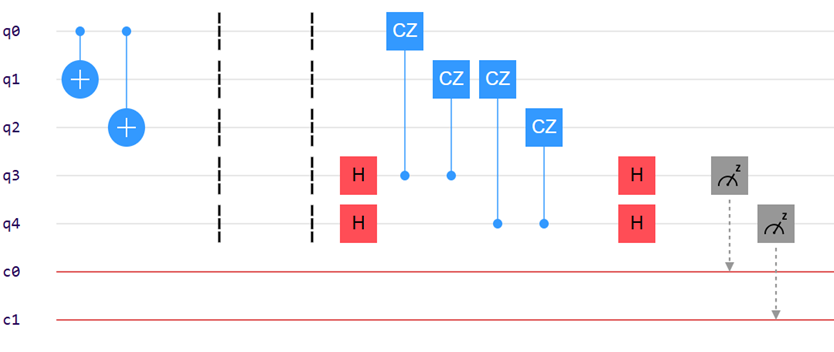 q0 CZ
q1 CZ CZ
q2 CZ
q3 H H z
q4 H H z
c0
c1